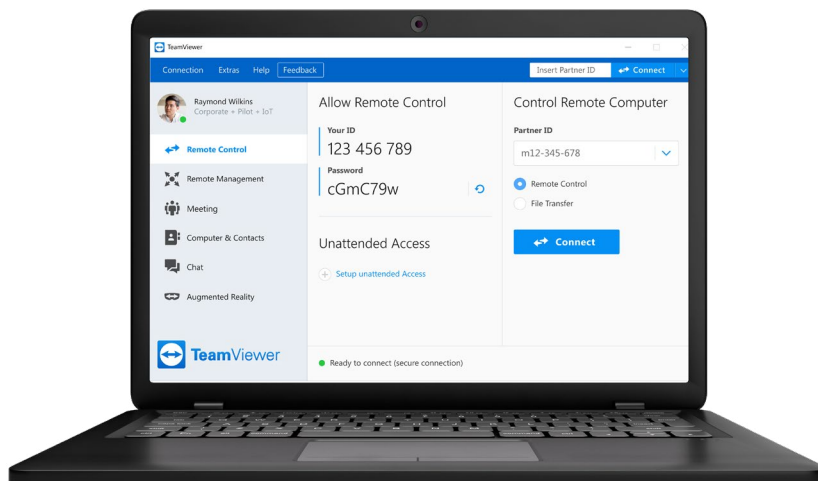 TeamViewer
Connection Extras Help Feedback
Insert Partner ID Connect
Raymond Wilkins
Corporate + Pilot + IoT
Remote Control
Remote Management
Meeting
Computer & Contacts
Chat
Augmented Reality
TeamViewer
Allow Remote Control
Your ID
123 456 789
Password
cGmC79w
Unattended Access
Setup unattended Access
Ready to connect (secure connection)
Control Remote Computer
Partner ID
m12-345-678
Remote Control
File Transfer
Connect